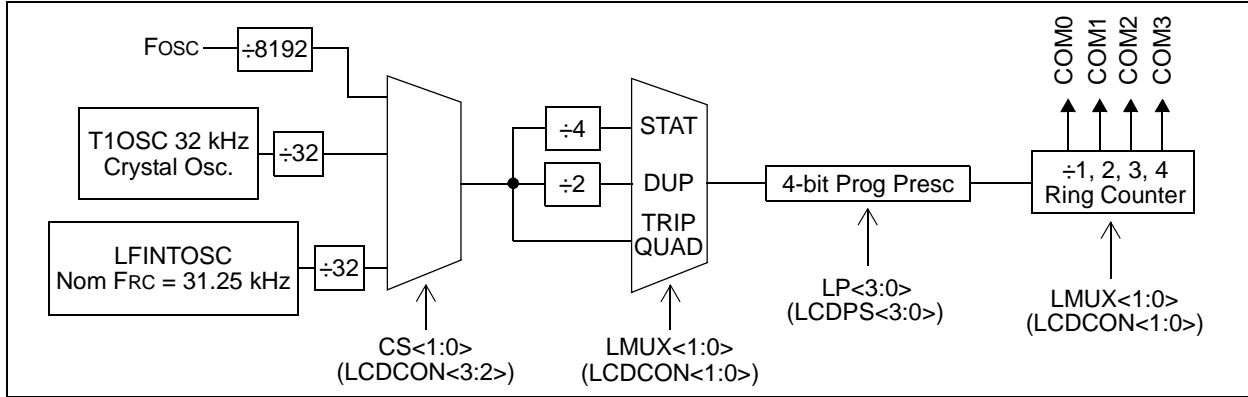 FOSC
÷8192
T1OSC 32 kHz
Crystal Osc.
÷32
LFINTOSC
Nom FRC = 31.25 kHz
÷32
CS<1:0>
(LCDCON<3:2>)
÷4
÷2
STAT
DUP
TRIP
QUAD
LMUX<1:0>
(LCDCON<1:0>)
4-bit Prog Presc
LP<3:0>
(LCDPS<3:0>)
COM0
COM1
COM2
COM3
÷1, 2, 3, 4
Ring Counter
LMUX<1:0>
(LCDCON<1:0>)